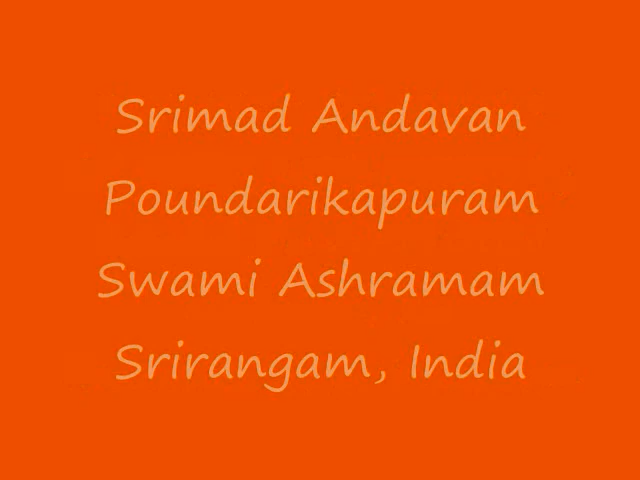 Srimad Andavan
Poundarikapuram
Swami Ashramam
Srirangam, India